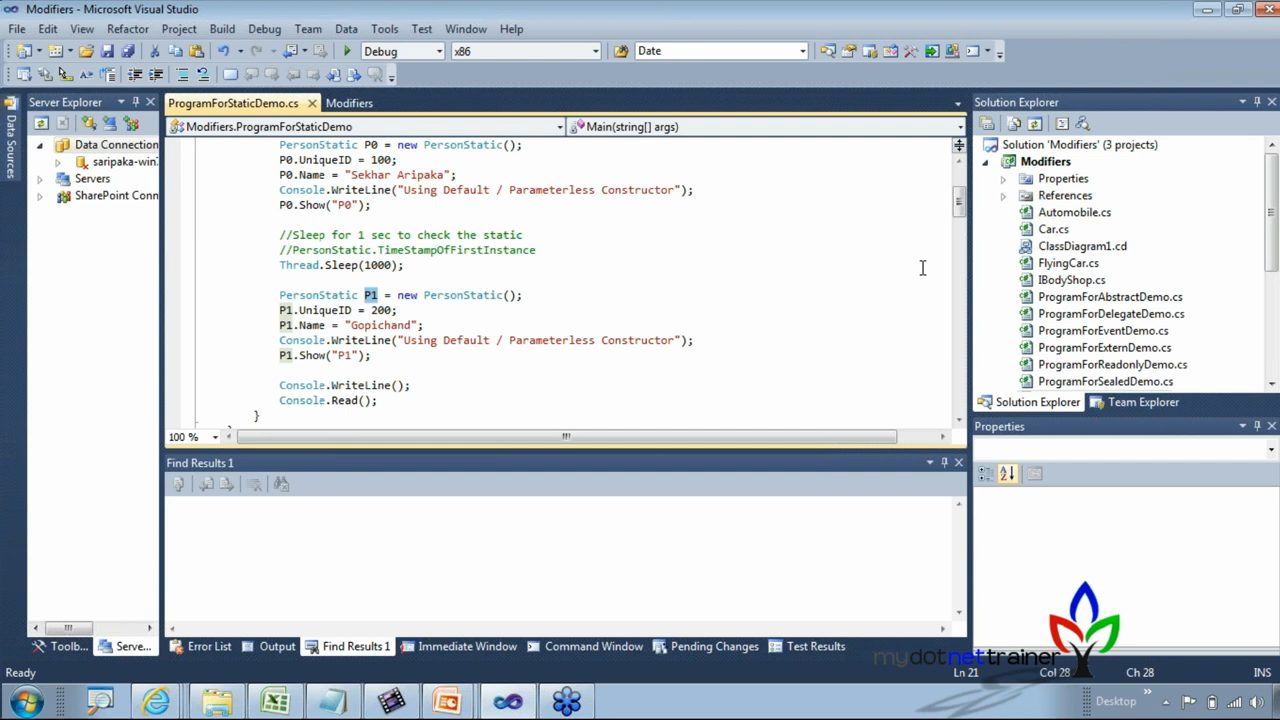 Modifiers - Microsoft Visual Studio
File Edit View Refactor Project Build Debug Team Data Tools Test Window Help
Debug x86 Date
Data Sources
Server Explorer
Data Connection
saripaka-win7
Servers
SharePoint Conn
ProgramForStaticDemo.cs Modifiers
Modifiers.ProgramForStaticDemo Main(string[] args)
PersonStatic P0 = new PersonStatic();
P0.UniqueID = 100;
P0.Name = "Sekhar Aripaka";
Console.WriteLine("Using Default / Parameterless Constructor");
P0.Show("P0");
//Sleep for 1 sec to check the static
//PersonStatic.TimeStampOfFirstInstance
Thread.Sleep(1000);
PersonStatic P1 = new PersonStatic();
P1.UniqueID = 200;
P1.Name = "Gopichand";
Console.WriteLine("Using Default / Parameterless Constructor");
P1.Show("P1");
Console.WriteLine();
Console.Read();
}
100 %
Find Results 1
Solution Explorer
Solution 'Modifiers' (3 projects)
Modifiers
Properties
References
Automobile.cs
Car.cs
ClassDiagram1.cd
FlyingCar.cs
IBodyShop.cs
ProgramForAbstractDemo.cs
ProgramForDelegateDemo.cs
ProgramForEventDemo.cs
ProgramForExternDemo.cs
ProgramForReadonlyDemo.cs
ProgramForSealedDemo.cs
Solution Explorer Team Explorer
Properties
Toolb... Serve... Error List Output Find Results 1 Immediate Window Command Window Pending Changes Test Results
mydotnettrainer
Ready Ln 21 Col 28 Ch 28 INS
Desktop